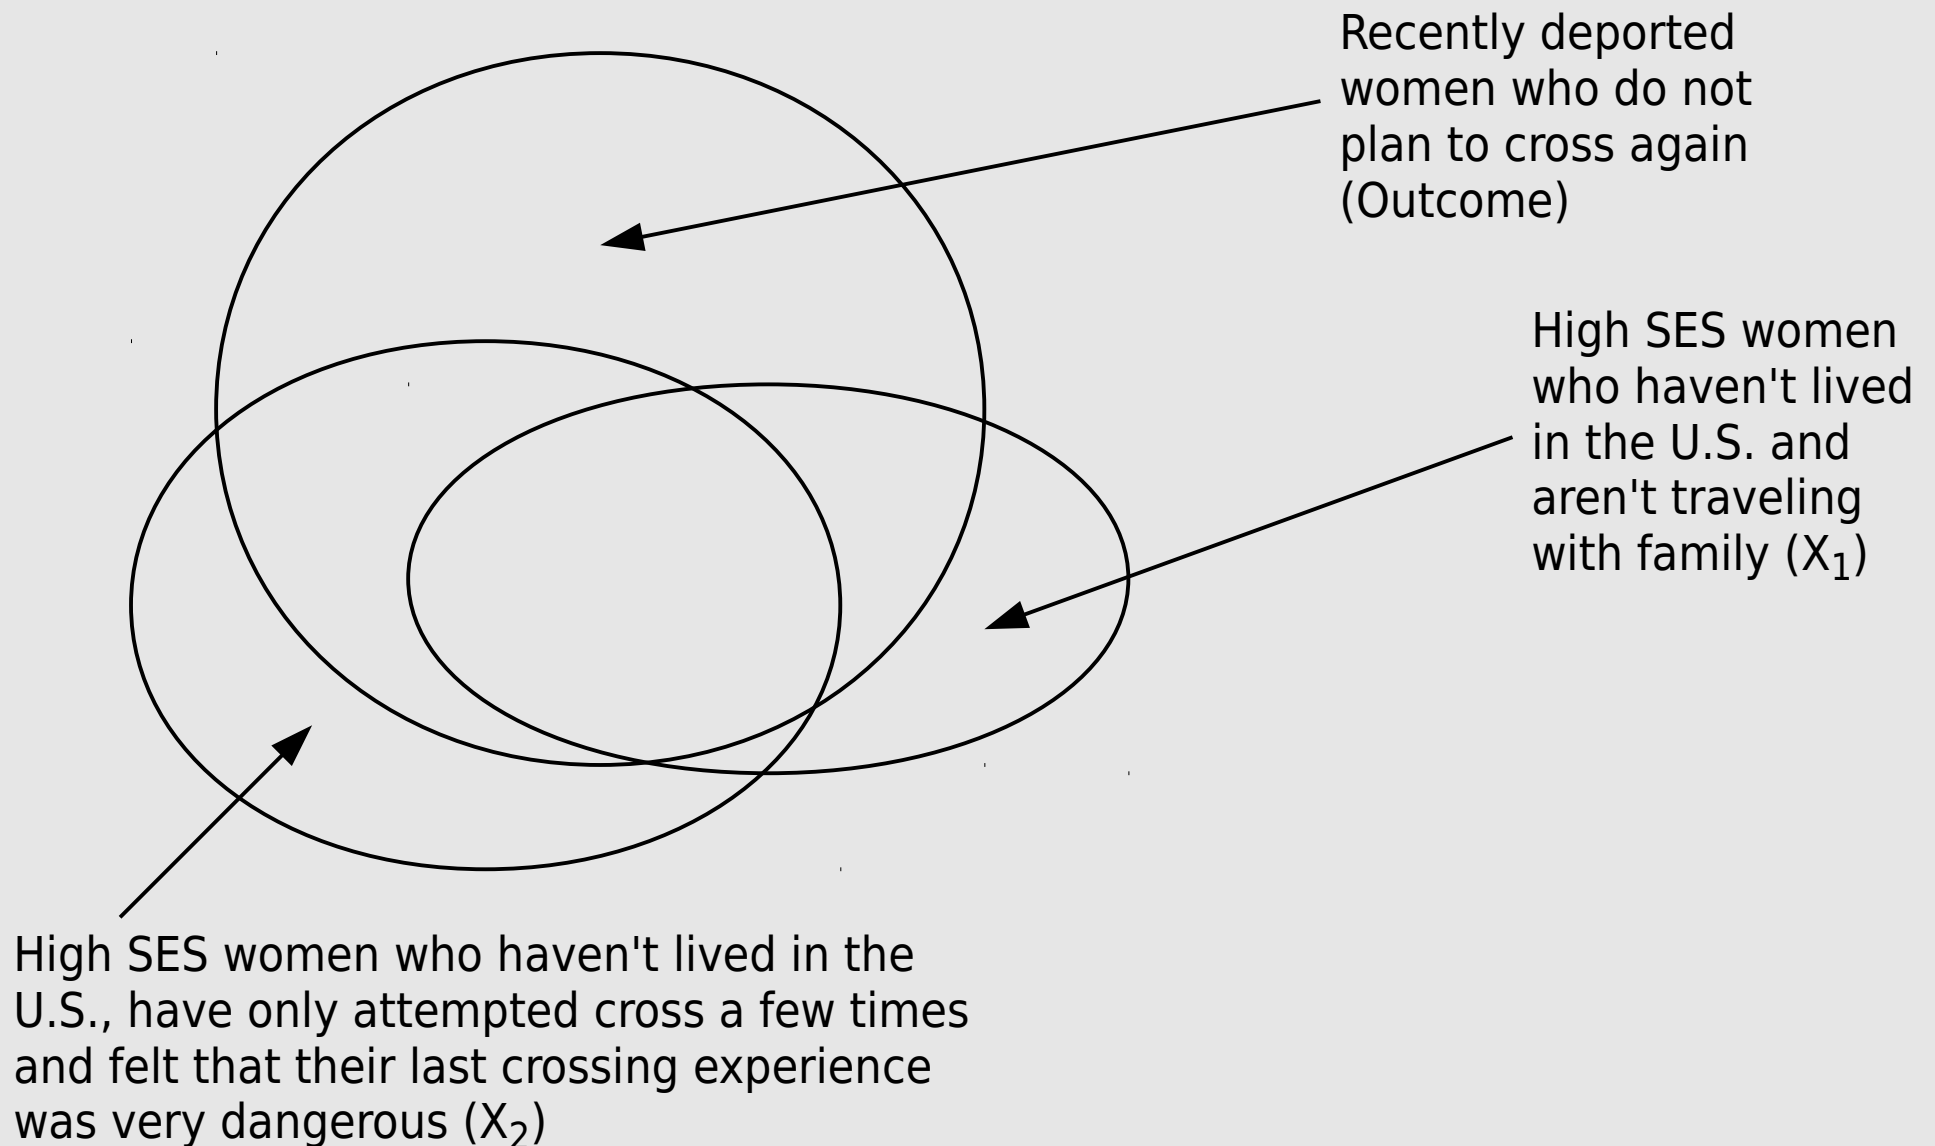 Recently deported
women who do not
plan to cross again
(Outcome)
High SES women
who haven't lived
in the U.S. and
aren't traveling
with family (X₁)
High SES women who haven't lived in the
U.S., have only attempted cross a few times
and felt that their last crossing experience
was very dangerous (X₂)